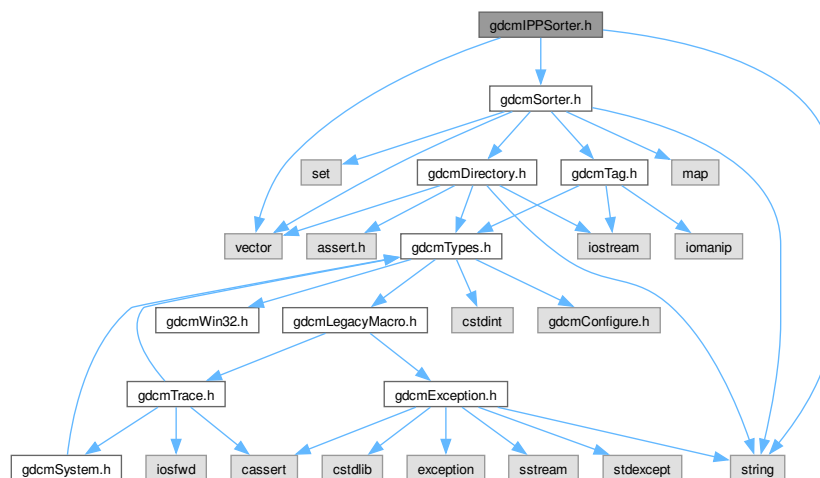 gdcmIPPSorter.h
gdcmSorter.h
set
gdcmDirectory.h
gdcmTag.h
map
vector
assert.h
gdcmTypes.h
iostream
iomanip
gdcmWin32.h
gdcmLegacyMacro.h
cstdint
gdcmConfigure.h
gdcmTrace.h
gdcmException.h
gdcmSystem.h
iosfwd
cassert
cstdlib
exception
sstream
stdexcept
string